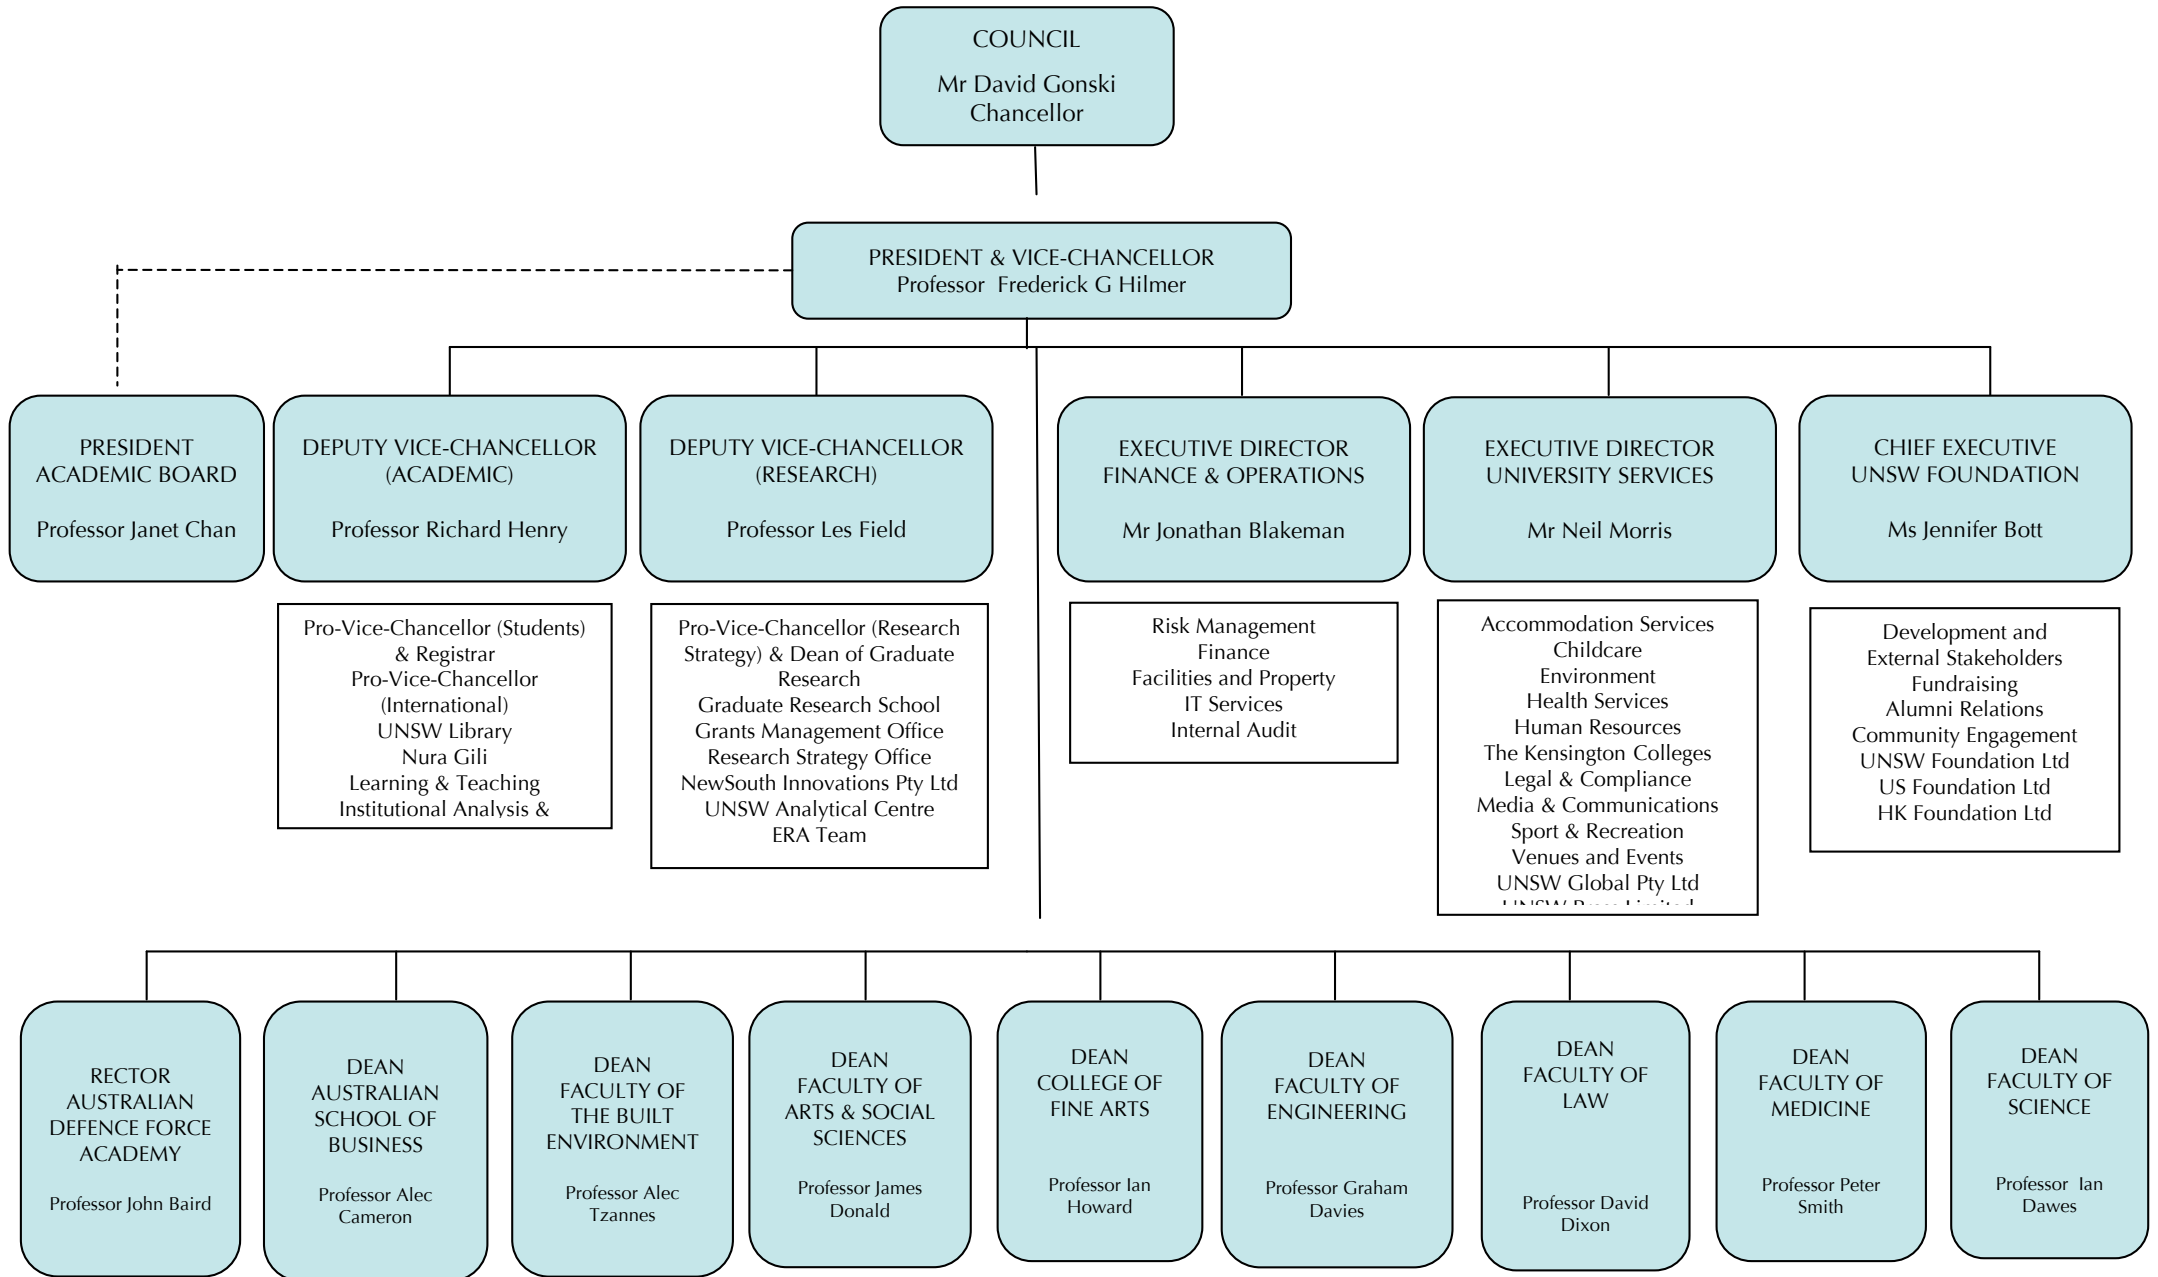 COUNCIL
Mr David Gonski
Chancellor
PRESIDENT & VICE-CHANCELLOR
Professor Frederick G Hilmer
PRESIDENT
ACADEMIC BOARD
Professor Janet Chan
DEPUTY VICE-CHANCELLOR
(ACADEMIC)
Professor Richard Henry
DEPUTY VICE-CHANCELLOR
(RESEARCH)
Professor Les Field
EXECUTIVE DIRECTOR
FINANCE & OPERATIONS
Mr Jonathan Blakeman
EXECUTIVE DIRECTOR
UNIVERSITY SERVICES
Mr Neil Morris
CHIEF EXECUTIVE
UNSW FOUNDATION
Ms Jennifer Bott
Pro-Vice-Chancellor (Students)
& Registrar
Pro-Vice-Chancellor
(International)
UNSW Library
Nura Gili
Learning & Teaching
Institutional Analysis &
Pro-Vice-Chancellor (Research
Strategy) & Dean of Graduate
Research
Graduate Research School
Grants Management Office
Research Strategy Office
NewSouth Innovations Pty Ltd
UNSW Analytical Centre
ERA Team
Risk Management
Finance
Facilities and Property
IT Services
Internal Audit
Accommodation Services
Childcare
Environment
Health Services
Human Resources
The Kensington Colleges
Legal & Compliance
Media & Communications
Sport & Recreation
Venues and Events
UNSW Global Pty Ltd
Development and
External Stakeholders
Fundraising
Alumni Relations
Community Engagement
UNSW Foundation Ltd
US Foundation Ltd
HK Foundation Ltd
RECTOR
AUSTRALIAN
DEFENCE FORCE
ACADEMY
Professor John Baird
DEAN
AUSTRALIAN
SCHOOL OF
BUSINESS
Professor Alec
Cameron
DEAN
FACULTY OF
THE BUILT
ENVIRONMENT
Professor Alec
Tzannes
DEAN
FACULTY OF
ARTS & SOCIAL
SCIENCES
Professor James
Donald
DEAN
COLLEGE OF
FINE ARTS
Professor Ian
Howard
DEAN
FACULTY OF
ENGINEERING
Professor Graham
Davies
DEAN
FACULTY OF
LAW
Professor David
Dixon
DEAN
FACULTY OF
MEDICINE
Professor Peter
Smith
DEAN
FACULTY OF
SCIENCE
Professor Ian
Dawes